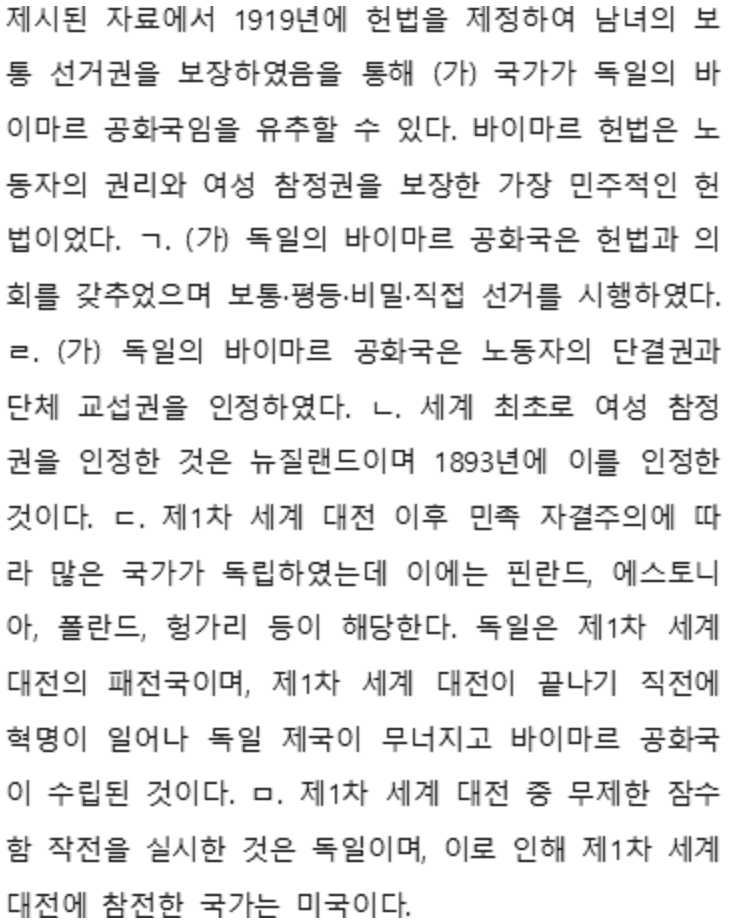 제시된 자료에서 1919년에 헌법을 제정하여 남녀의 보
통 선거권을 보장하였음을 통해 (가) 국가가 독일의 바
이마르 공화국임을 유추할 수 있다. 바이마르 헌법은 노
동자의 권리와 여성 참정권을 보장한 가장 민주적인 헌
법이었다. ㄱ. (가) 독일의 바이마르 공화국은 헌법과 의
회를 갖추었으며 보통·평등·비밀·직접 선거를 시행하였다.
ㄹ. (가) 독일의 바이마르 공화국은 노동자의 단결권과
단체 교섭권을 인정하였다. ㄴ. 세계 최초로 여성 참정
권을 인정한 것은 뉴질랜드이며 1893년에 이를 인정한
것이다. ㄷ. 제1차 세계 대전 이후 민족 자결주의에 따
라 많은 국가가 독립하였는데 이에는 핀란드, 에스토니
아, 폴란드, 헝가리 등이 해당한다. 독일은 제1차 세계
대전의 패전국이며, 제1차 세계 대전이 끝나기 직전에
혁명이 일어나 독일 제국이 무너지고 바이마르 공화국
이 수립된 것이다. ㅁ. 제1차 세계 대전 중 무제한 잠수
함 작전을 실시한 것은 독일이며, 이로 인해 제1차 세계
대전에 참전한 국가는 미국이다.